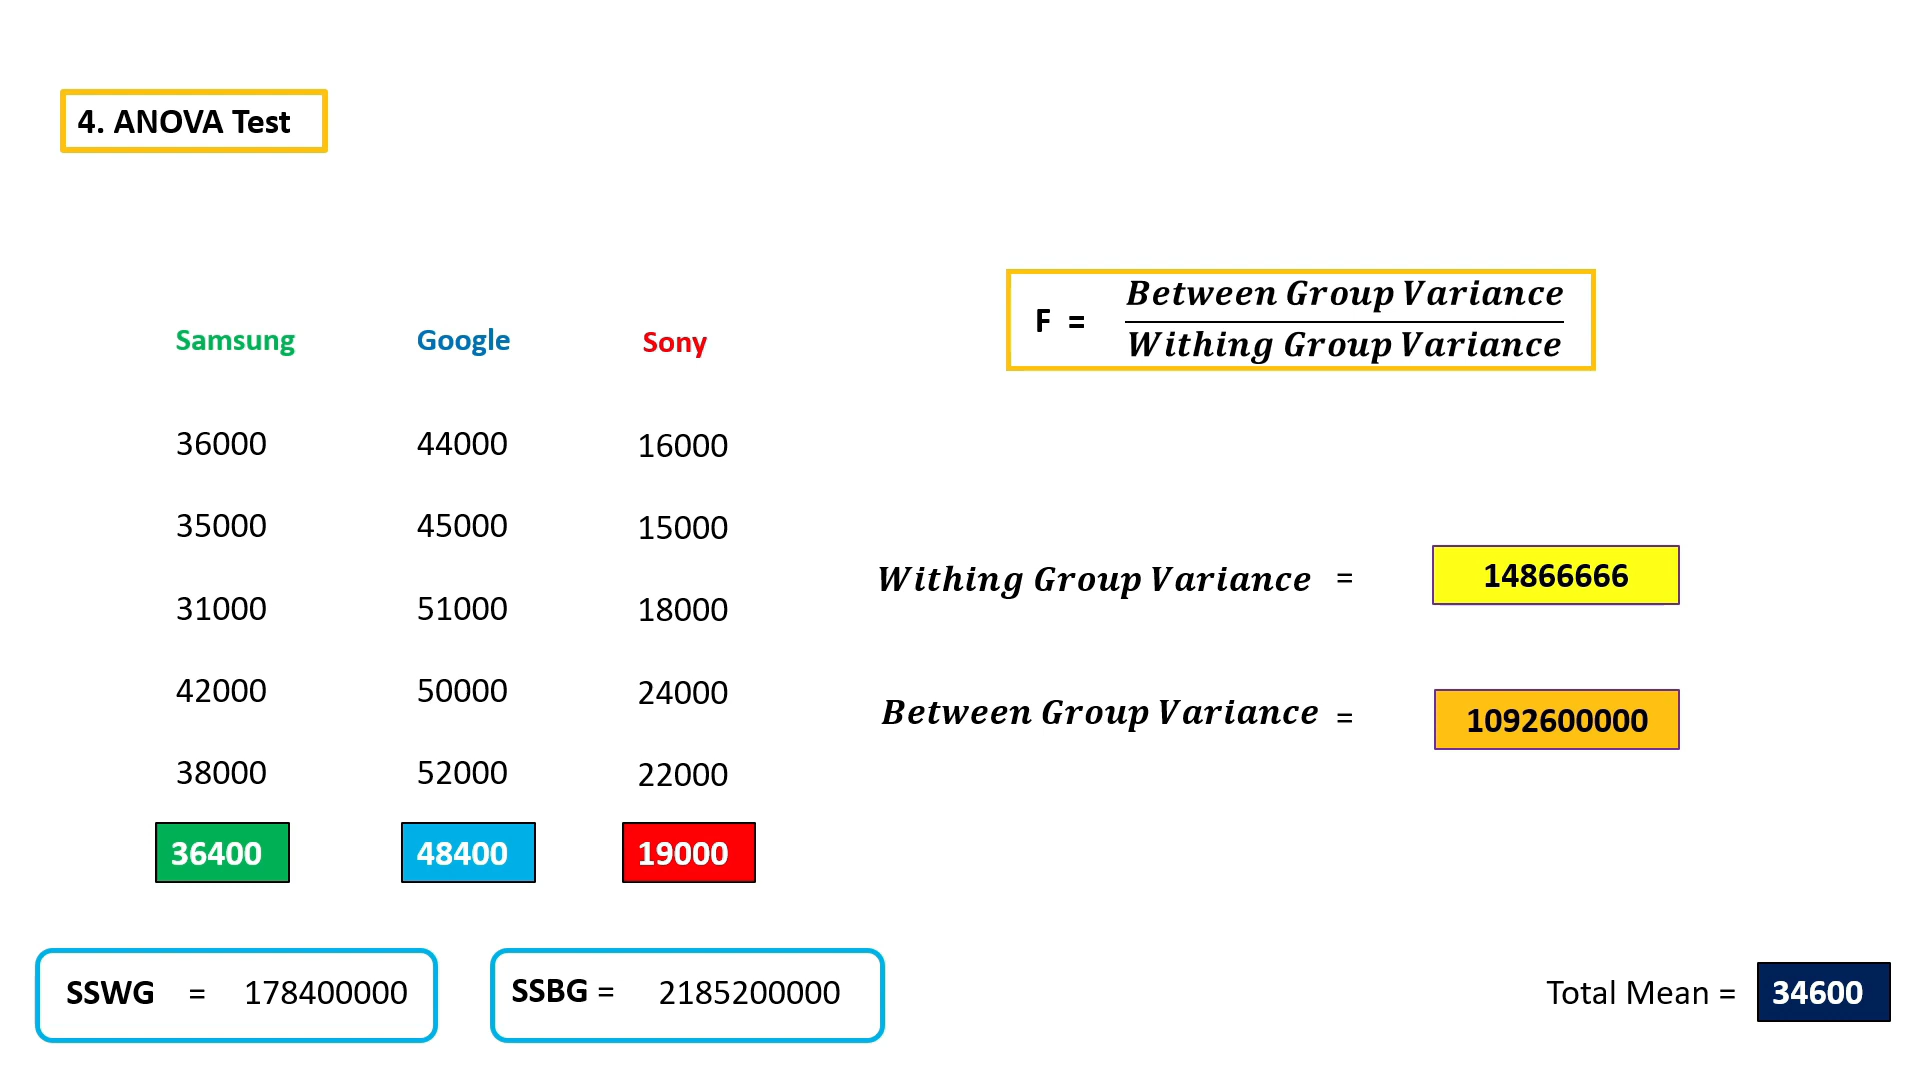 4. ANOVA Test
F = Between Group Variance
Withing Group Variance
Samsung Google Sony
36000 44000 16000
35000 45000 15000
31000 51000 18000
42000 50000 24000
38000 52000 22000
36400 48400 19000
Withing Group Variance = 14866666
Between Group Variance = 1092600000
SSWG = 178400000
SSBG = 2185200000
Total Mean = 34600